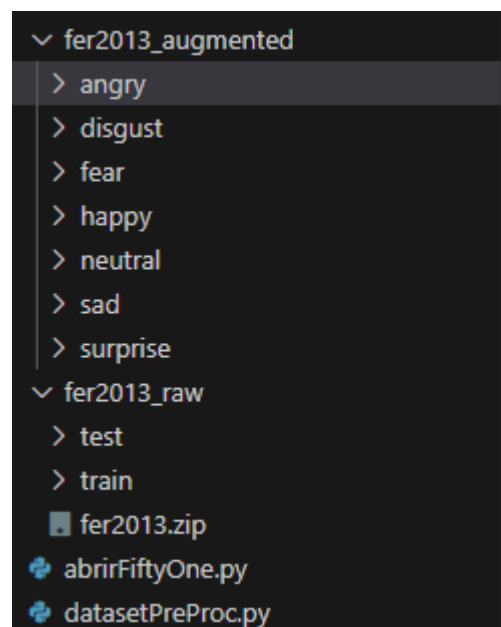 fer2013_augmented
angry
disgust
fear
happy
neutral
sad
surprise
fer2013_raw
test
train
fer2013.zip
abrirFiftyOne.py
datasetPreProc.py